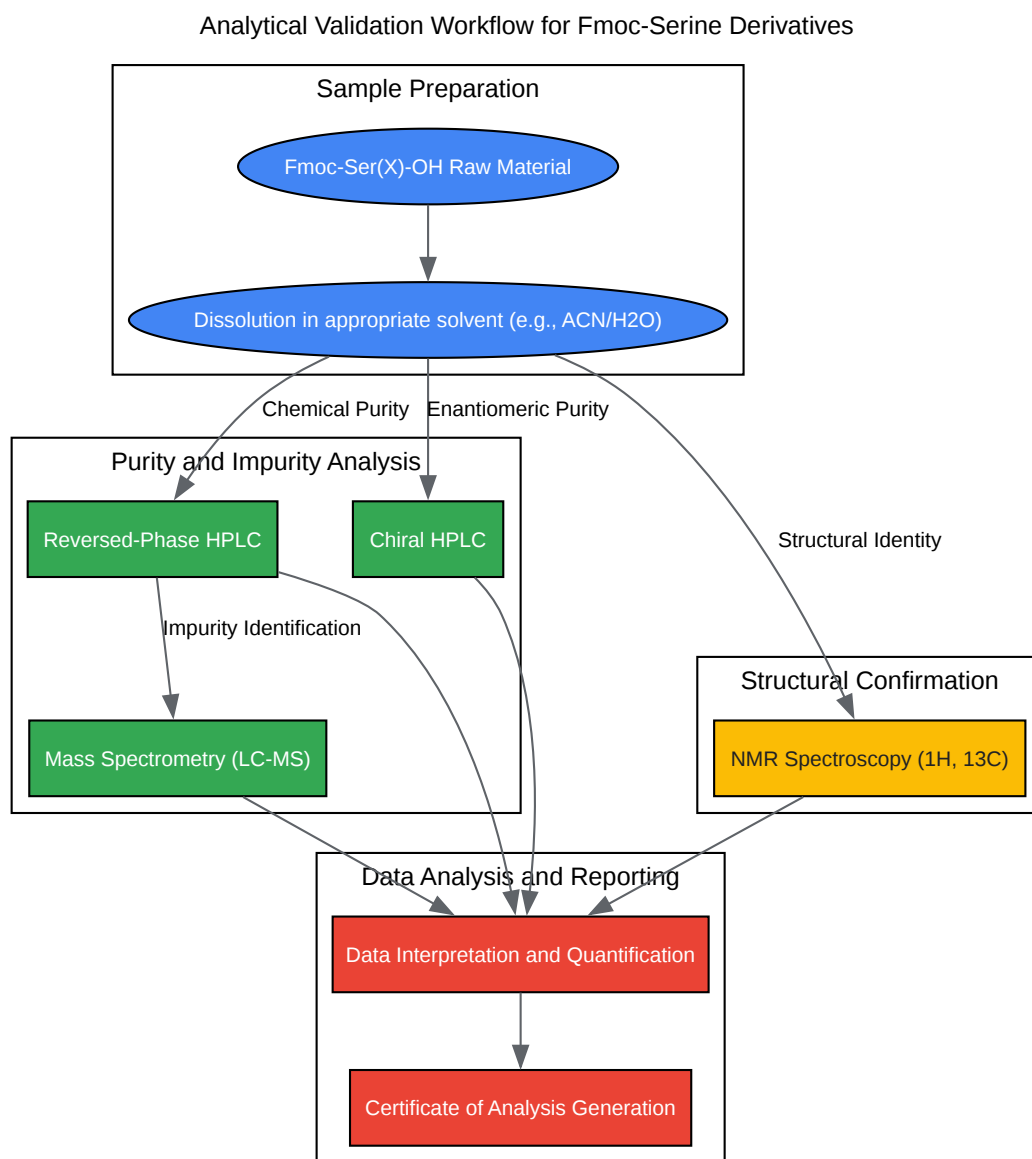 Analytical Validation Workflow for Fmoc-Serine Derivatives
Sample Preparation
Fmoc-Ser(X)-OH Raw Material
Dissolution in appropriate solvent (e.g., ACN/H2O)
Chemical Purity
Enantiomeric Purity
Purity and Impurity Analysis
Reversed-Phase HPLC
Chiral HPLC
Structural Identity
Impurity Identification
Structural Confirmation
Mass Spectrometry (LC-MS)
NMR Spectroscopy (1H, 13C)
Data Analysis and Reporting
Data Interpretation and Quantification
Certificate of Analysis Generation